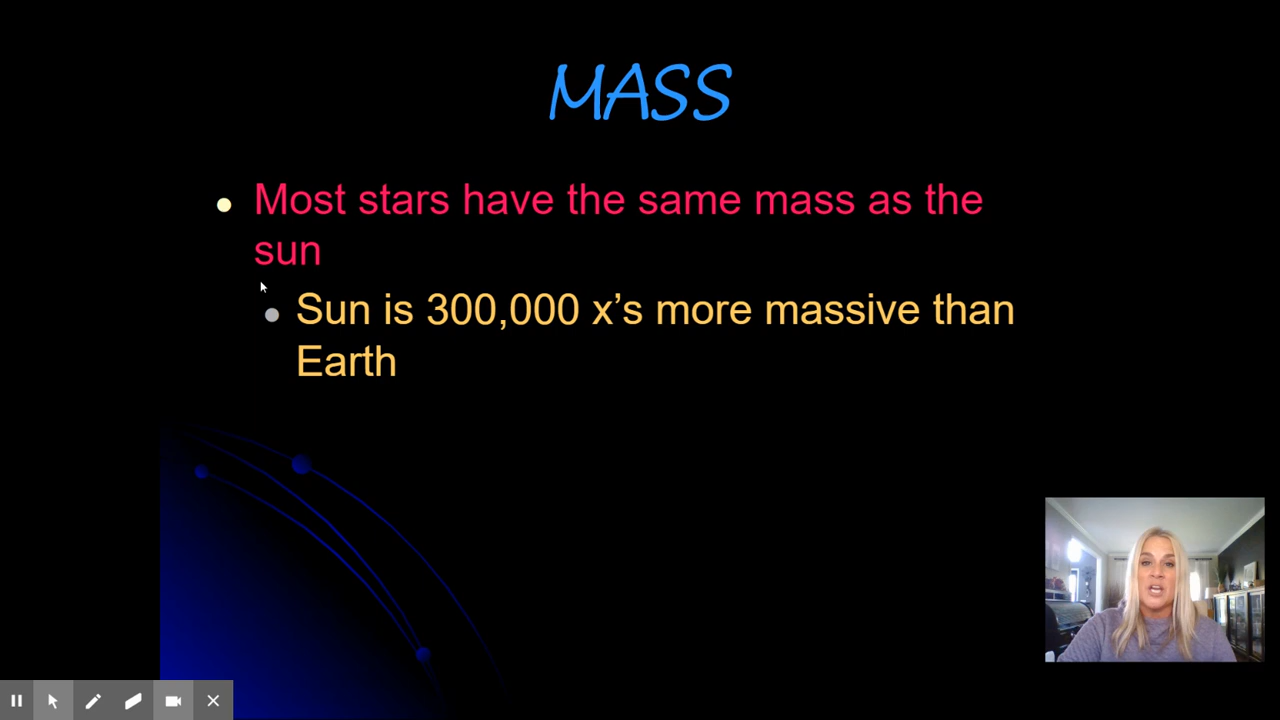 MASS
Most stars have the same mass as the
sun
Sun is 300,000 x’s more massive than
Earth